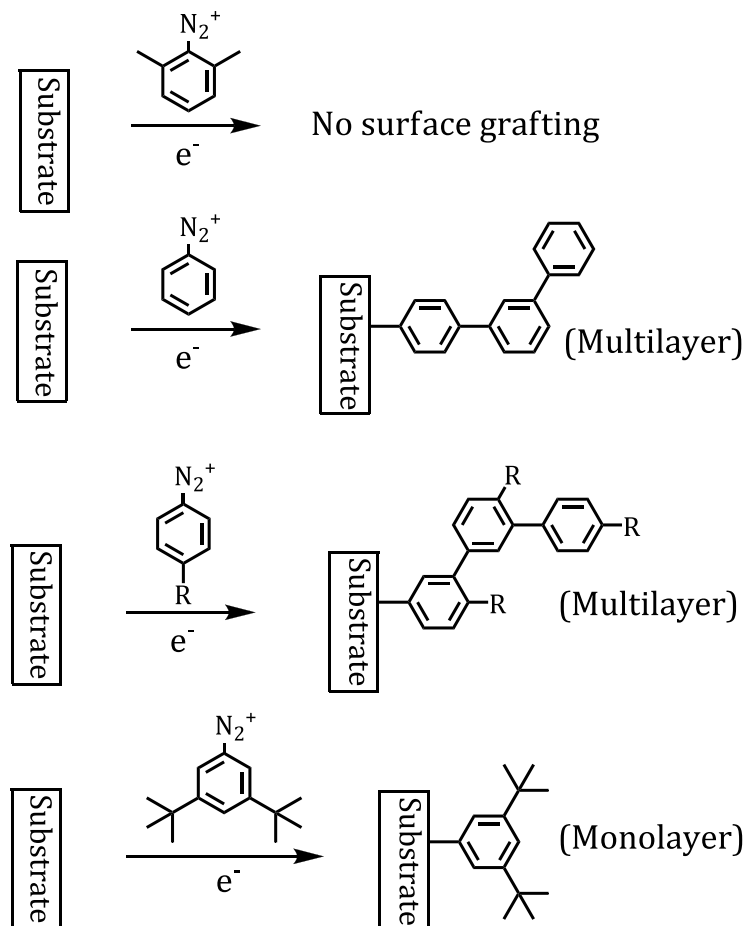 N₂⁺
Substrate
e⁻
No surface grafting
N₂⁺
Substrate
e⁻
Substrate
(Multilayer)
N₂⁺
R
Substrate
e⁻
Substrate
R
R
R
(Multilayer)
N₂⁺
Substrate
e⁻
Substrate
(Monolayer)